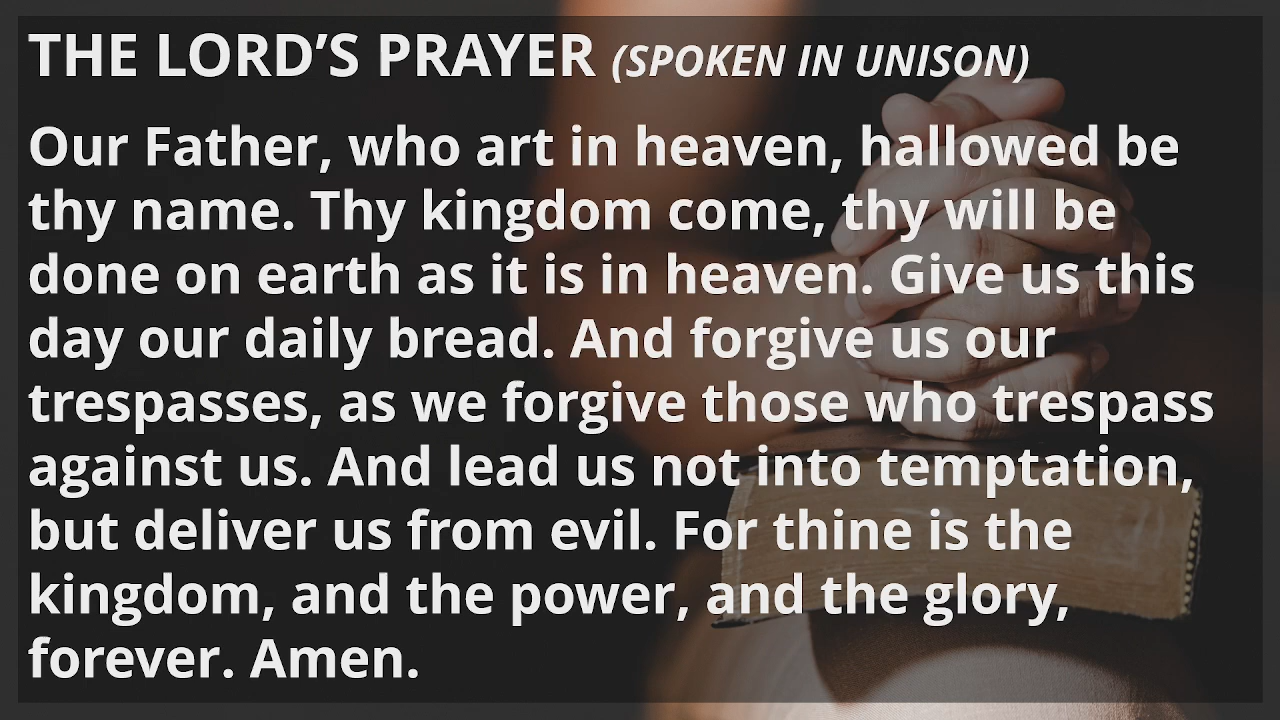 THE LORD’S PRAYER (SPOKEN IN UNISON)
Our Father, who art in heaven, hallowed be
thy name. Thy kingdom come, thy will be
done on earth as it is in heaven. Give us this
day our daily bread. And forgive us our
trespasses, as we forgive those who trespass
against us. And lead us not into temptation,
but deliver us from evil. For thine is the
kingdom, and the power, and the glory,
forever. Amen.